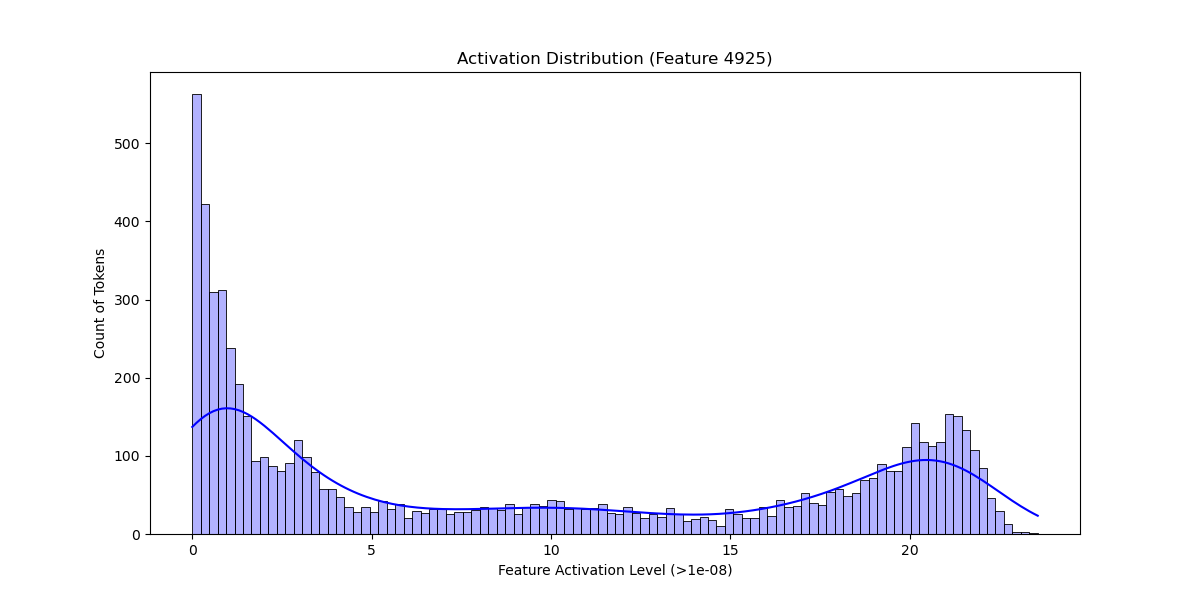 Activation Distribution (Feature 4925)
500
400
300
200
100
0
Count of Tokens
0 5 10 15 20
Feature Activation Level (>1e-08)